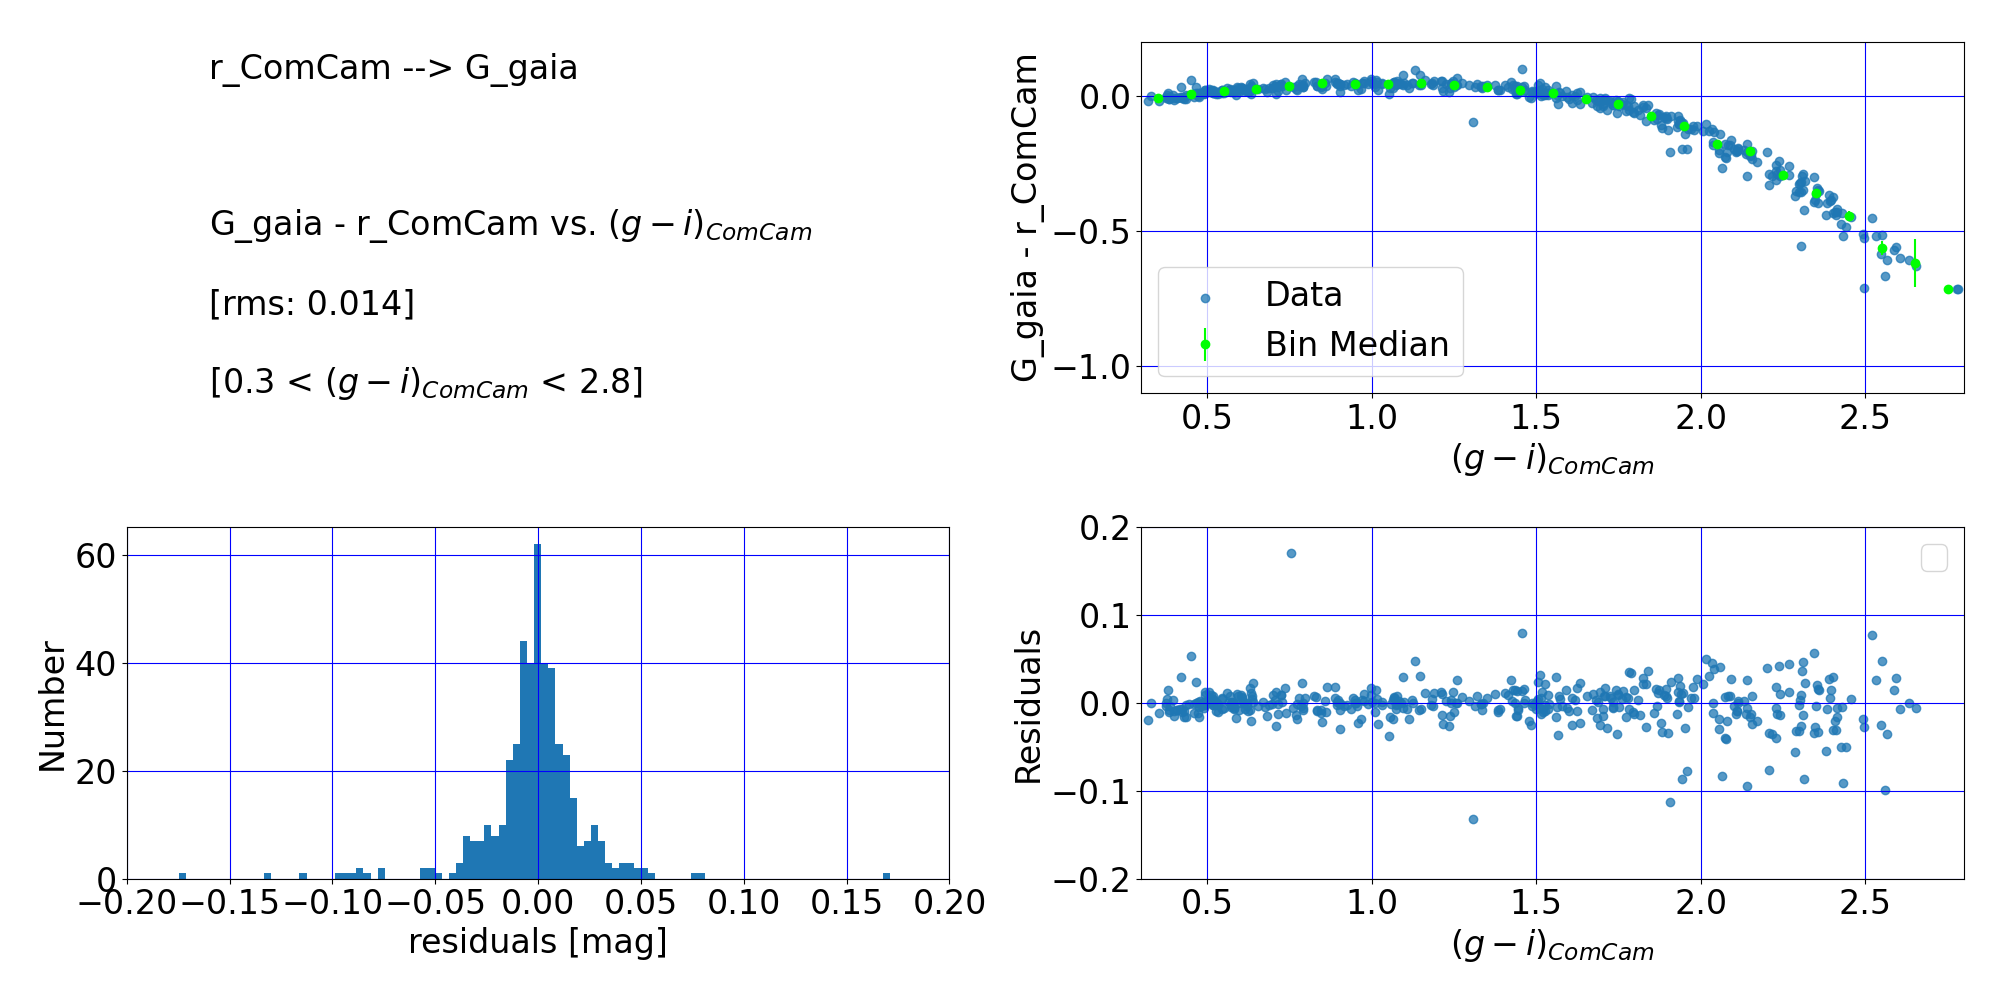 r_ComCam --> G_gaia
G_gaia - r_ComCam vs. (g − i)ComCam
[rms: 0.014]
[0.3 < (g − i)ComCam < 2.8]
G_gaia - r_ComCam
0.0
−0.5
−1.0
Data
Bin Median
0.5 1.0 1.5 2.0 2.5
(g − i)ComCam
Number
60
40
20
0
−0.20 −0.15 −0.10 −0.05 0.00 0.05 0.10 0.15 0.20
residuals [mag]
Residuals
0.2
0.1
0.0
−0.1
−0.2
0.5 1.0 1.5 2.0 2.5
(g − i)ComCam